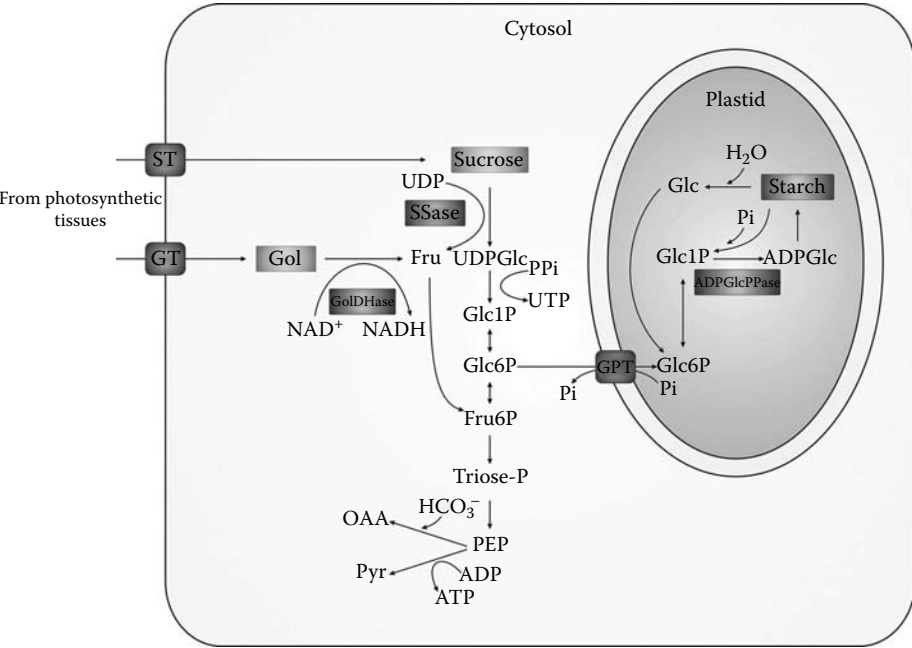 Cytosol
Plastid
H₂O
ST
Sucrose
UDP
Glc
Starch
From photosynthetic
tissues
SSase
Pi
GT
Gol
Fru
UDPGlc
Glc1P
ADPGlc
PPi
ADPGlcPPase
GolDHase
UTP
NAD⁺
NADH
Glc1P
Glc6P
GPT
Glc6P
Pi
Pi
Fru6P
Triose-P
HCO₃⁻
OAA
PEP
Pyr
ADP
ATP